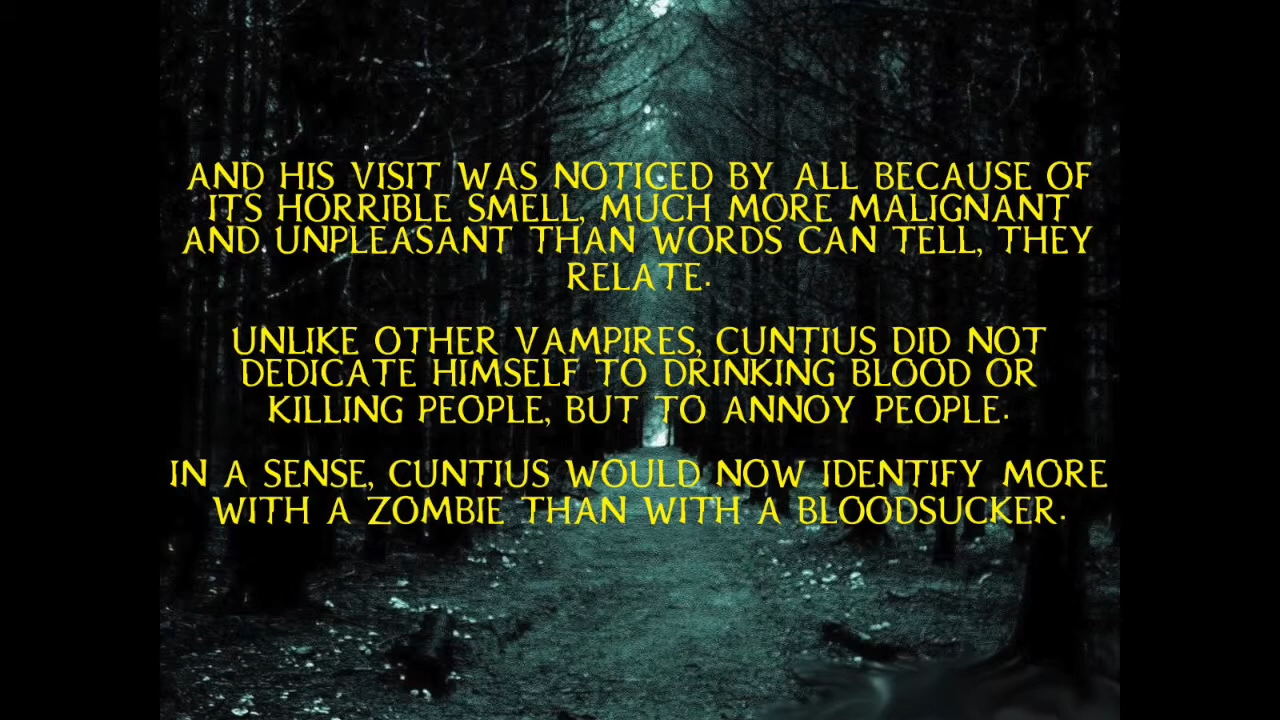 AND HIS VISIT WAS NOTICED BY ALL BECAUSE OF
ITS HORRIBLE SMELL, MUCH MORE MALIGNANT
AND UNPLEASANT THAN WORDS CAN TELL, THEY
RELATE.
UNLIKE OTHER VAMPIRES, CUNTIUS DID NOT
DEDICATE HIMSELF TO DRINKING BLOOD OR
KILLING PEOPLE, BUT TO ANNOY PEOPLE.
IN A SENSE, CUNTIUS WOULD NOW IDENTIFY MORE
WITH A ZOMBIE THAN WITH A BLOODSUCKER.